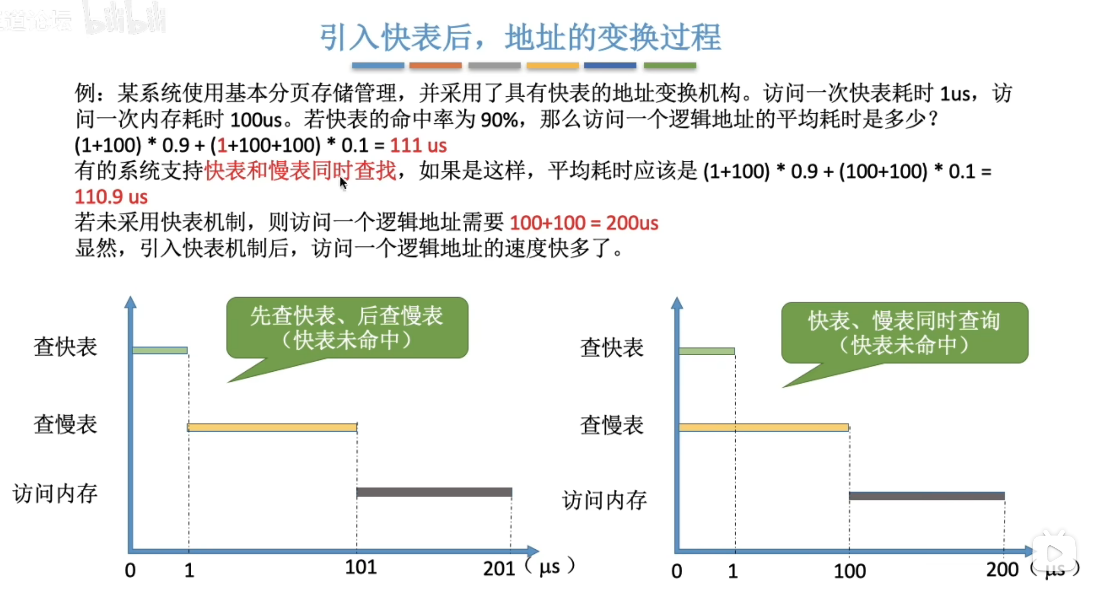 bilibili
引入快表后，地址的变换过程
例：某系统使用基本分页存储管理，并采用了具有快表的地址变换机构。访问一次快表耗时 1us，访
问一次内存耗时 100us。若快表的命中率为 90%，那么访问一个逻辑地址的平均耗时是多少？
(1+100) * 0.9 + (1+100+100) * 0.1 = 111 us
有的系统支持快表和慢表同时查找，如果是这样，平均耗时应该是 (1+100) * 0.9 + (100+100) * 0.1 =
110.9 us
若未采用快表机制，则访问一个逻辑地址需要 100+100 = 200us
显然，引入快表机制后，访问一个逻辑地址的速度快多了。
先查快表、后查慢表
（快表未命中）
查快表
查慢表
访问内存
0 1 101 201（μs）
快表、慢表同时查询
（快表未命中）
查快表
查慢表
访问内存
0 1 100 200（μs）